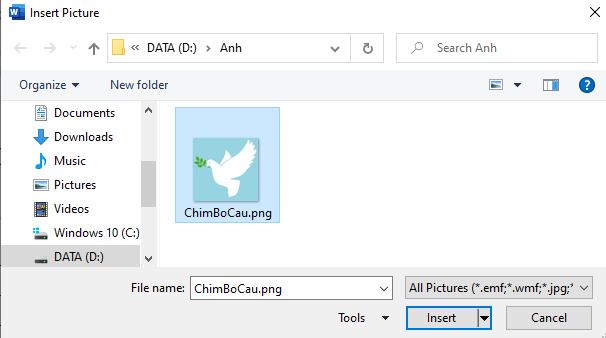 Insert Picture
« DATA (D:) › Anh
Search Anh
Organize
New folder
Documents
Downloads
Music
Pictures
Videos
Windows 10 (C:)
DATA (D:)
ChimBoCau.png
File name: ChimBoCau.png
All Pictures (*.emf;*.wmf;*.jpg;*
Tools
Insert
Cancel